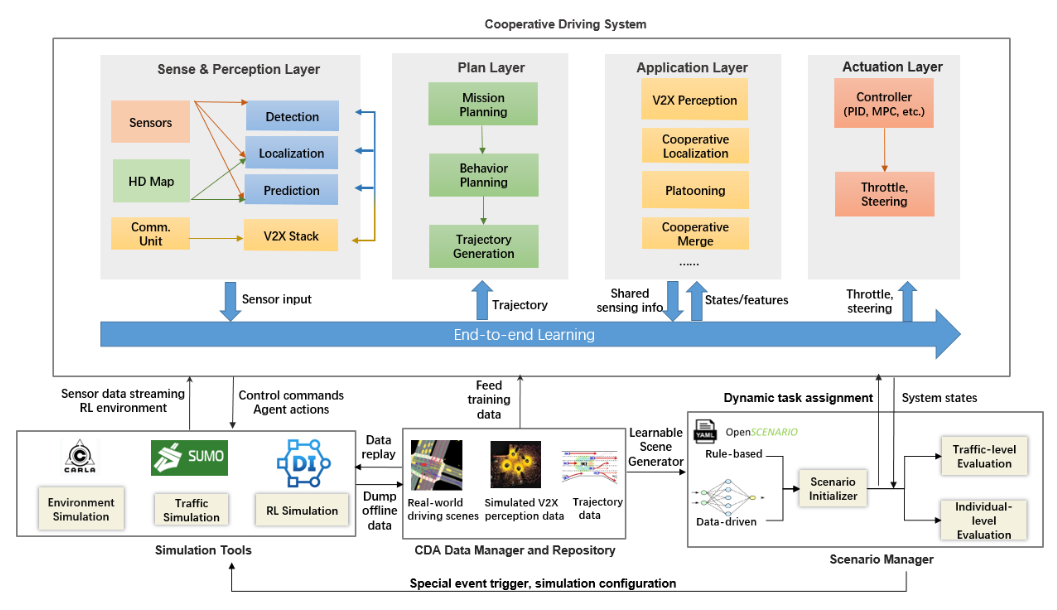 Cooperative Driving System
Sense & Perception Layer
Sensors
HD Map
Comm.
Unit
Detection
Localization
Prediction
V2X Stack
Plan Layer
Mission
Planning
Behavior
Planning
Trajectory
Generation
Application Layer
V2X Perception
Cooperative
Localization
Platooning
Cooperative
Merge
......
Actuation Layer
Controller
(PID, MPC, etc.)
Throttle,
Steering
Sensor input
Trajectory
Shared
sensing info
States/features
Throttle,
steering
End-to-end Learning
Sensor data streaming
RL environment
Control commands
Agent actions
Feed
training
data
Dynamic task assignment
System states
CARLA
SUMO
DI
Environment
Simulation
Traffic
Simulation
RL Simulation
Simulation Tools
Data
replay
Dump
offline
data
Real-world
driving scenes
Simulated V2X
perception data
Trajectory
data
CDA Data Manager and Repository
Learnable
Scene
Generator
YAML
OpenSCENARIO
Rule-based
Data-driven
Scenario
Initializer
Traffic-level
Evaluation
Individual-
level
Evaluation
Scenario Manager
Special event trigger, simulation configuration